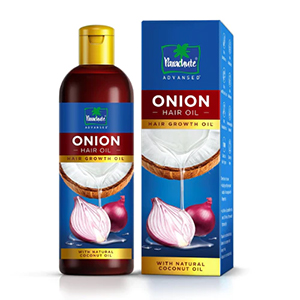 Parachute
ADVANSED
ONION
HAIR OIL
HAIR GROWTH OIL
WITH NATURAL
COCONUT OIL
Parachute
ADVANSED
ONION
HAIR OIL
HAIR GROWTH OIL
WITH NATURAL
COCONUT OIL